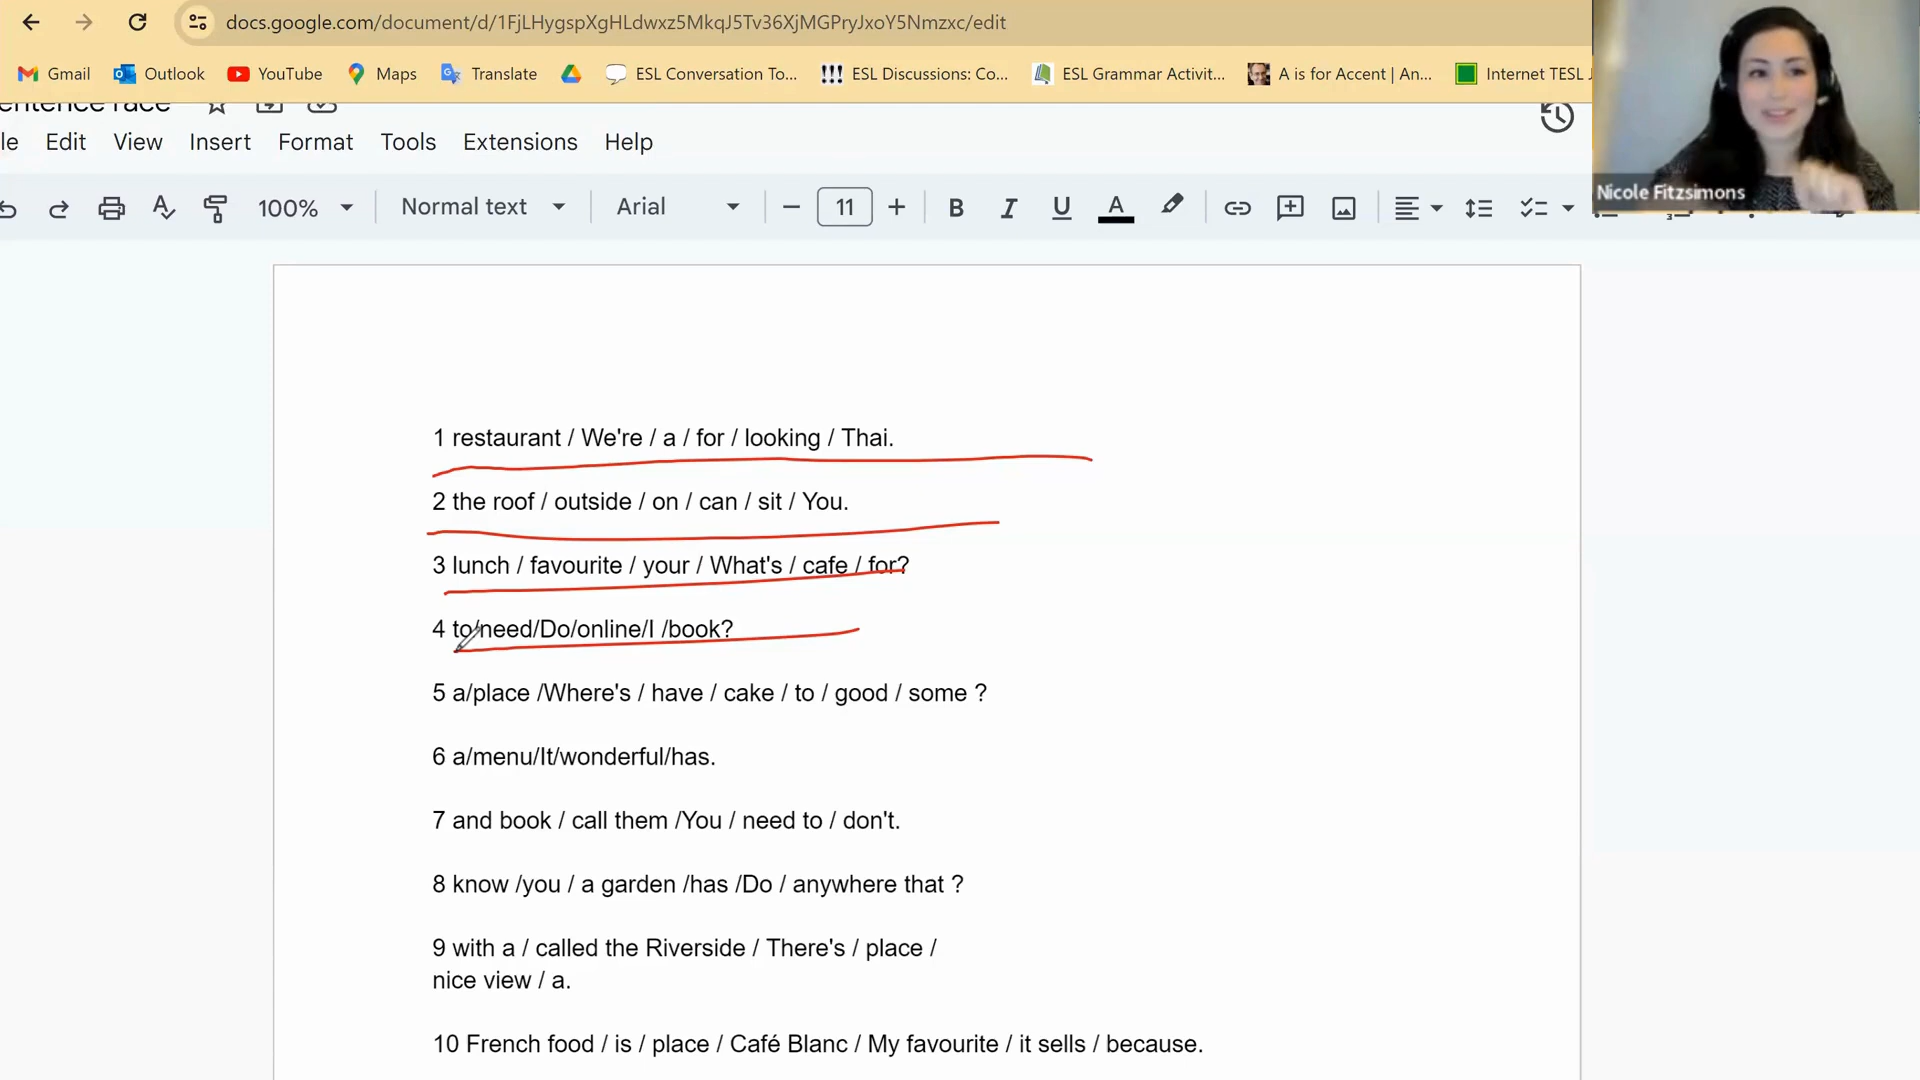 docs.google.com/document/d/1FjLHygspXgHLdwxz5MkqJ5Tv36XjMGPryJxoY5Nmzxc/edit
Gmail Outlook YouTube Maps Translate ESL Conversation To... ESL Discussions: Co... ESL Grammar Activit... A is for Accent | An... Internet TESL J
entence race
le Edit View Insert Format Tools Extensions Help
100% Normal text Arial 11 B I U A
Nicole Fitzsimons
1 restaurant / We're / a / for / looking / Thai.
2 the roof / outside / on / can / sit / You.
3 lunch / favourite / your / What's / cafe / for?
4 to/need/Do/online/I /book?
5 a/place /Where's / have / cake / to / good / some ?
6 a/menu/It/wonderful/has.
7 and book / call them /You / need to / don't.
8 know /you / a garden /has /Do / anywhere that ?
9 with a / called the Riverside / There's / place /
nice view / a.
10 French food / is / place / Café Blanc / My favourite / it sells / because.